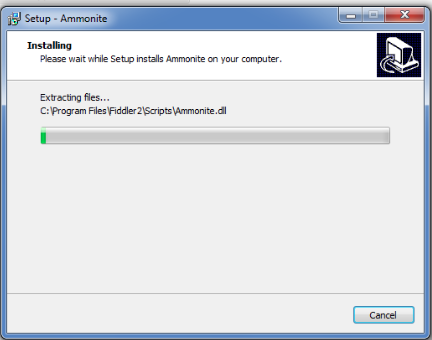 Setup - Ammonite
Installing
Please wait while Setup installs Ammonite on your computer.
Extracting files...
C:\Program Files\Fiddler2\Scripts\Ammonite.dll
Cancel